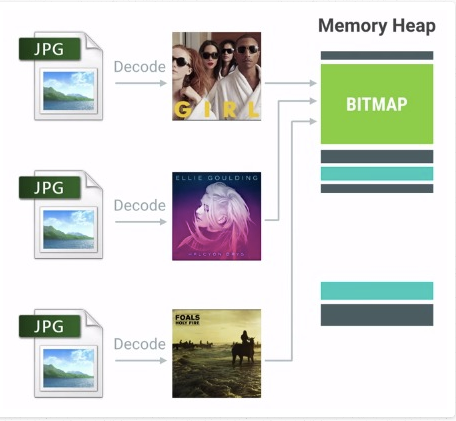 Memory Heap
JPG
Decode
GIRL
BITMAP
JPG
Decode
ELLIE GOULDING
HALCYON DAYS
JPG
Decode
FOALS
HOLY FIRE